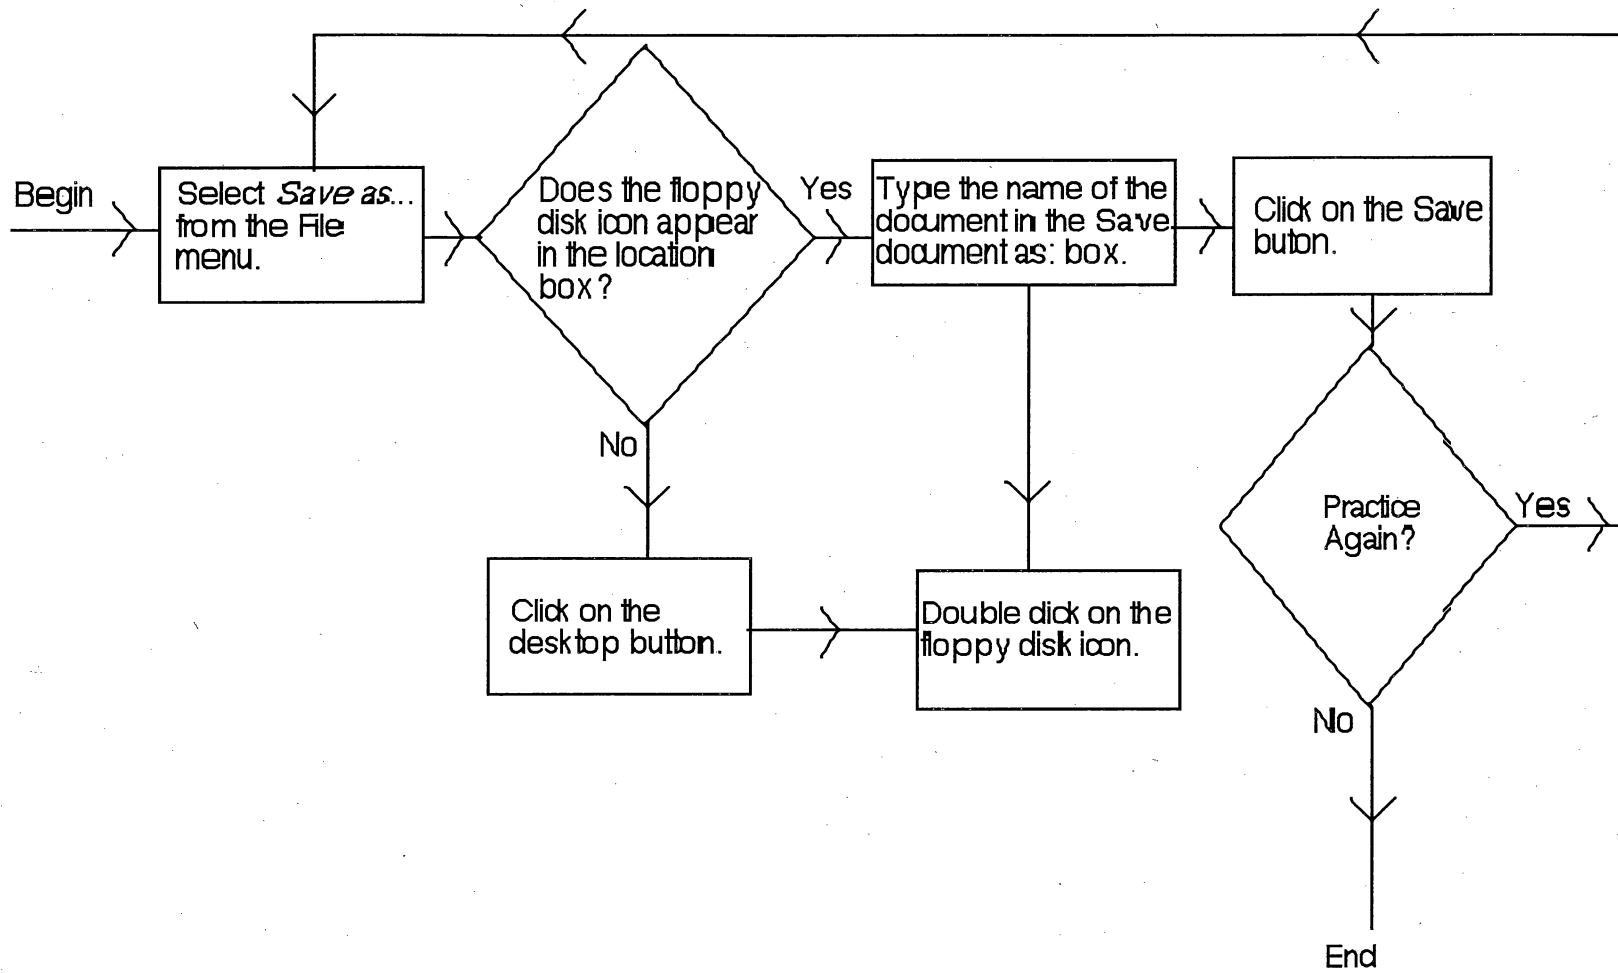 Begin
Select Save as...
from the File
menu.
Does the floppy
disk icon appear
in the location
box?
Yes
No
Type the name of the
document in the Save
document as: box.
Click on the Save
button.
Click on the
desktop button.
Double click on the
floppy disk icon.
Practice
Again?
Yes
No
End